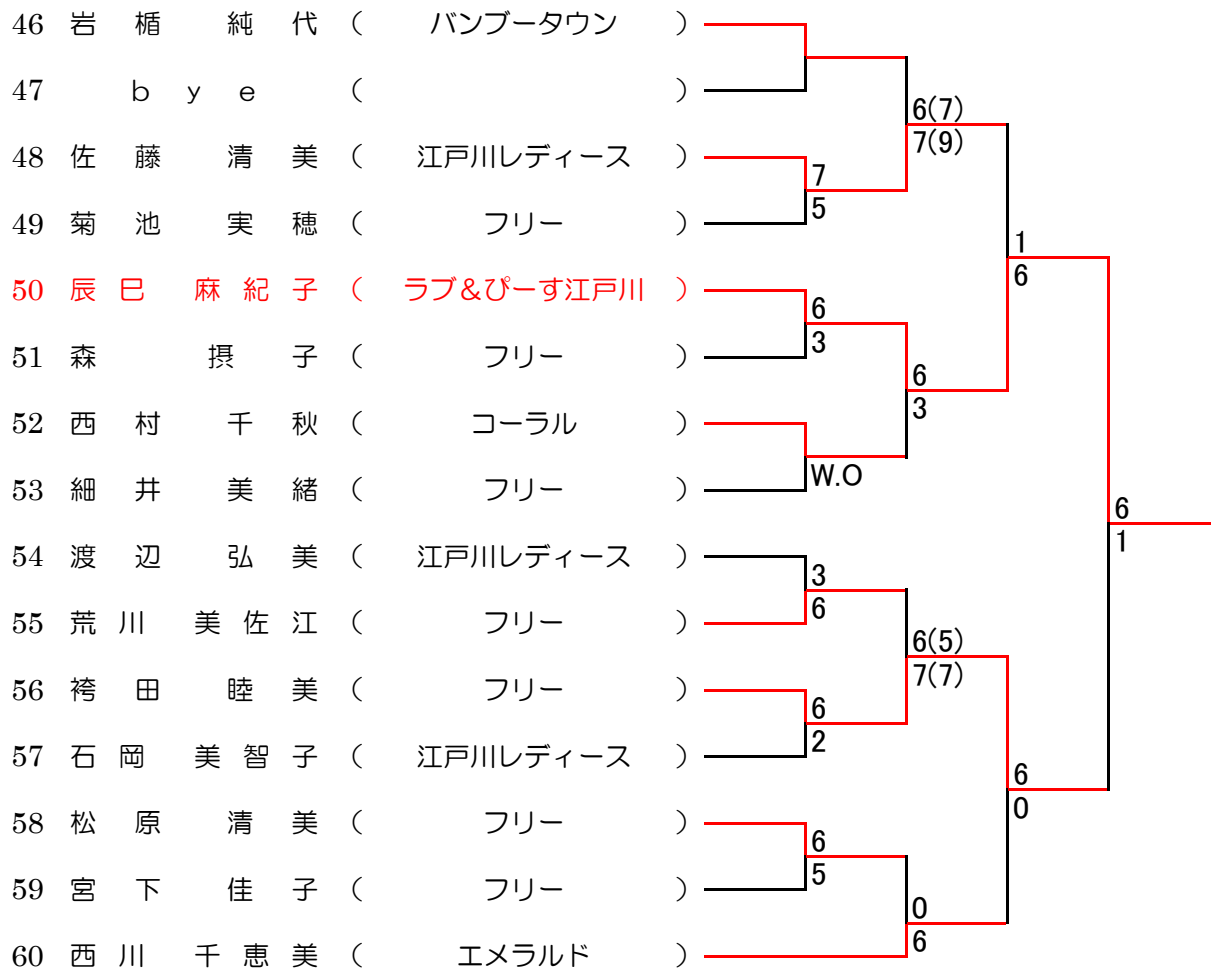 46 岩楯 純代 ( バンブータウン )
47 bye ( )
6(7)
7(9)
48 佐藤 清美 ( 江戸川レディース )
7
5
49 菊池 実穂 ( フリー )
1
6
50 辰巳 麻紀子 ( ラブ&ぴーす江戸川 )
6
3
51 森 摂子 ( フリー )
6
3
52 西村 千秋 ( コーラル )
W.O
53 細井 美緒 ( フリー )
6
1
54 渡辺 弘美 ( 江戸川レディース )
3
6
55 荒川 美佐江 ( フリー )
6(5)
7(7)
56 袴田 睦美 ( フリー )
6
2
57 石岡 美智子 ( 江戸川レディース )
6
0
58 松原 清美 ( フリー )
6
5
59 宮下 佳子 ( フリー )
0
6
60 西川 千恵美 ( エメラルド )